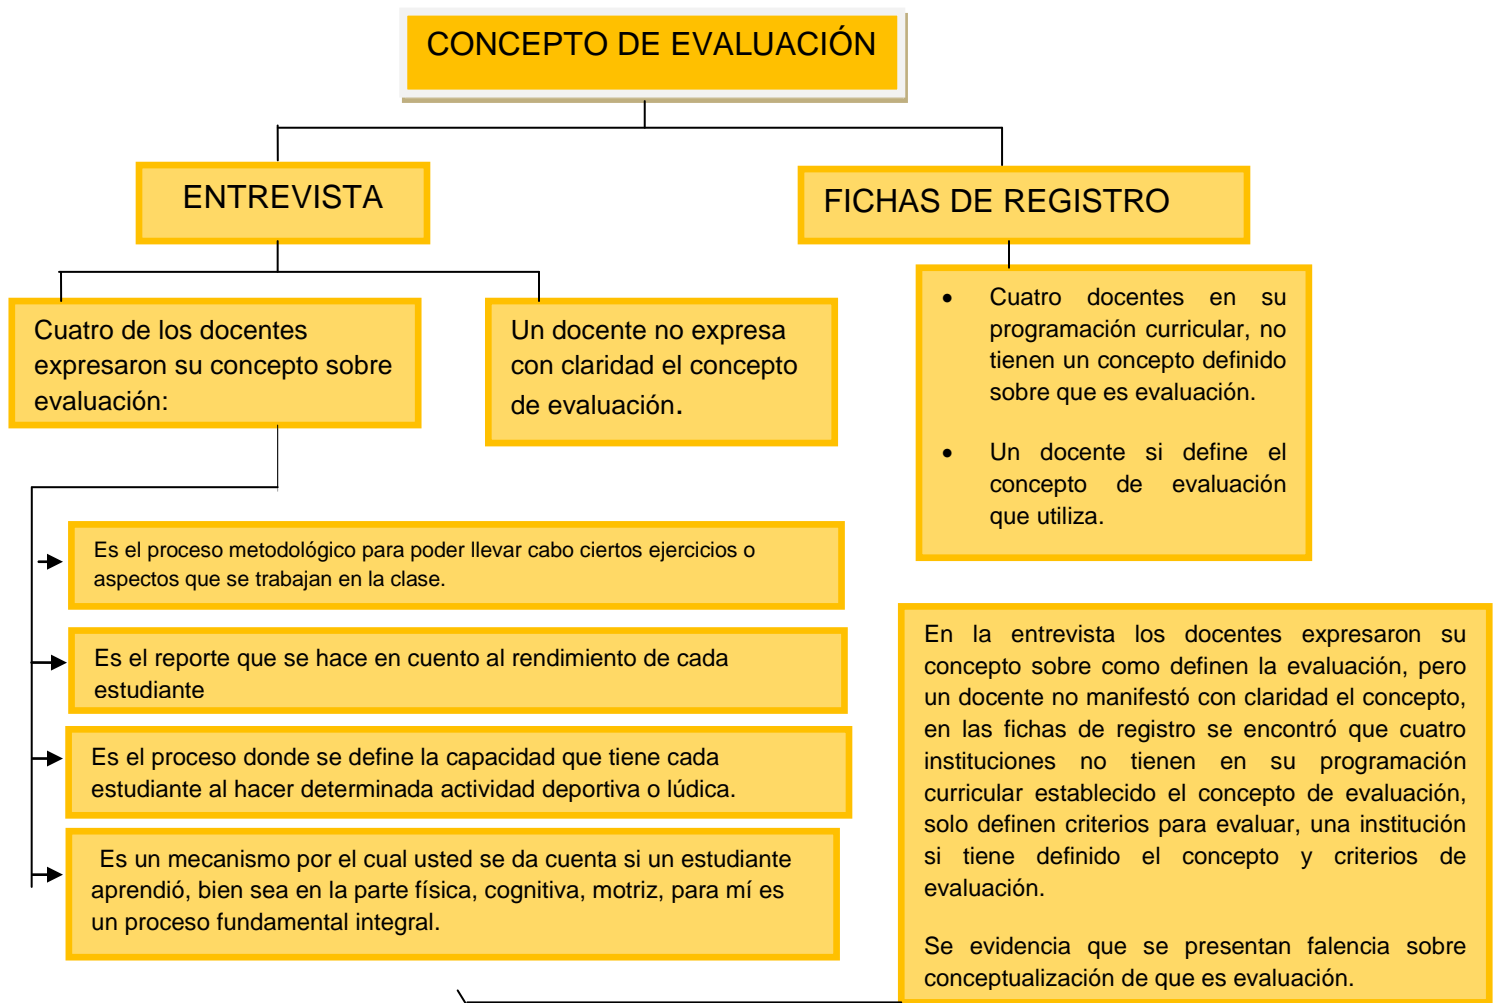 CONCEPTO DE EVALUACIÓN
ENTREVISTA
FICHAS DE REGISTRO
Cuatro de los docentes
expresaron su concepto sobre
evaluación:
Un docente no expresa
con claridad el concepto
de evaluación.
• Cuatro docentes en su
programación curricular, no
tienen un concepto definido
sobre que es evaluación.
• Un docente si define el
concepto de evaluación
que utiliza.
Es el proceso metodológico para poder llevar cabo ciertos ejercicios o
aspectos que se trabajan en la clase.
Es el reporte que se hace en cuento al rendimiento de cada
estudiante
Es el proceso donde se define la capacidad que tiene cada
estudiante al hacer determinada actividad deportiva o lúdica.
Es un mecanismo por el cual usted se da cuenta si un estudiante
aprendió, bien sea en la parte física, cognitiva, motriz, para mí es
un proceso fundamental integral.
En la entrevista los docentes expresaron su
concepto sobre como definen la evaluación, pero
un docente no manifestó con claridad el concepto,
en las fichas de registro se encontró que cuatro
instituciones no tienen en su programación
curricular establecido el concepto de evaluación,
solo definen criterios para evaluar, una institución
si tiene definido el concepto y criterios de
evaluación.
Se evidencia que se presentan falencia sobre
conceptualización de que es evaluación.